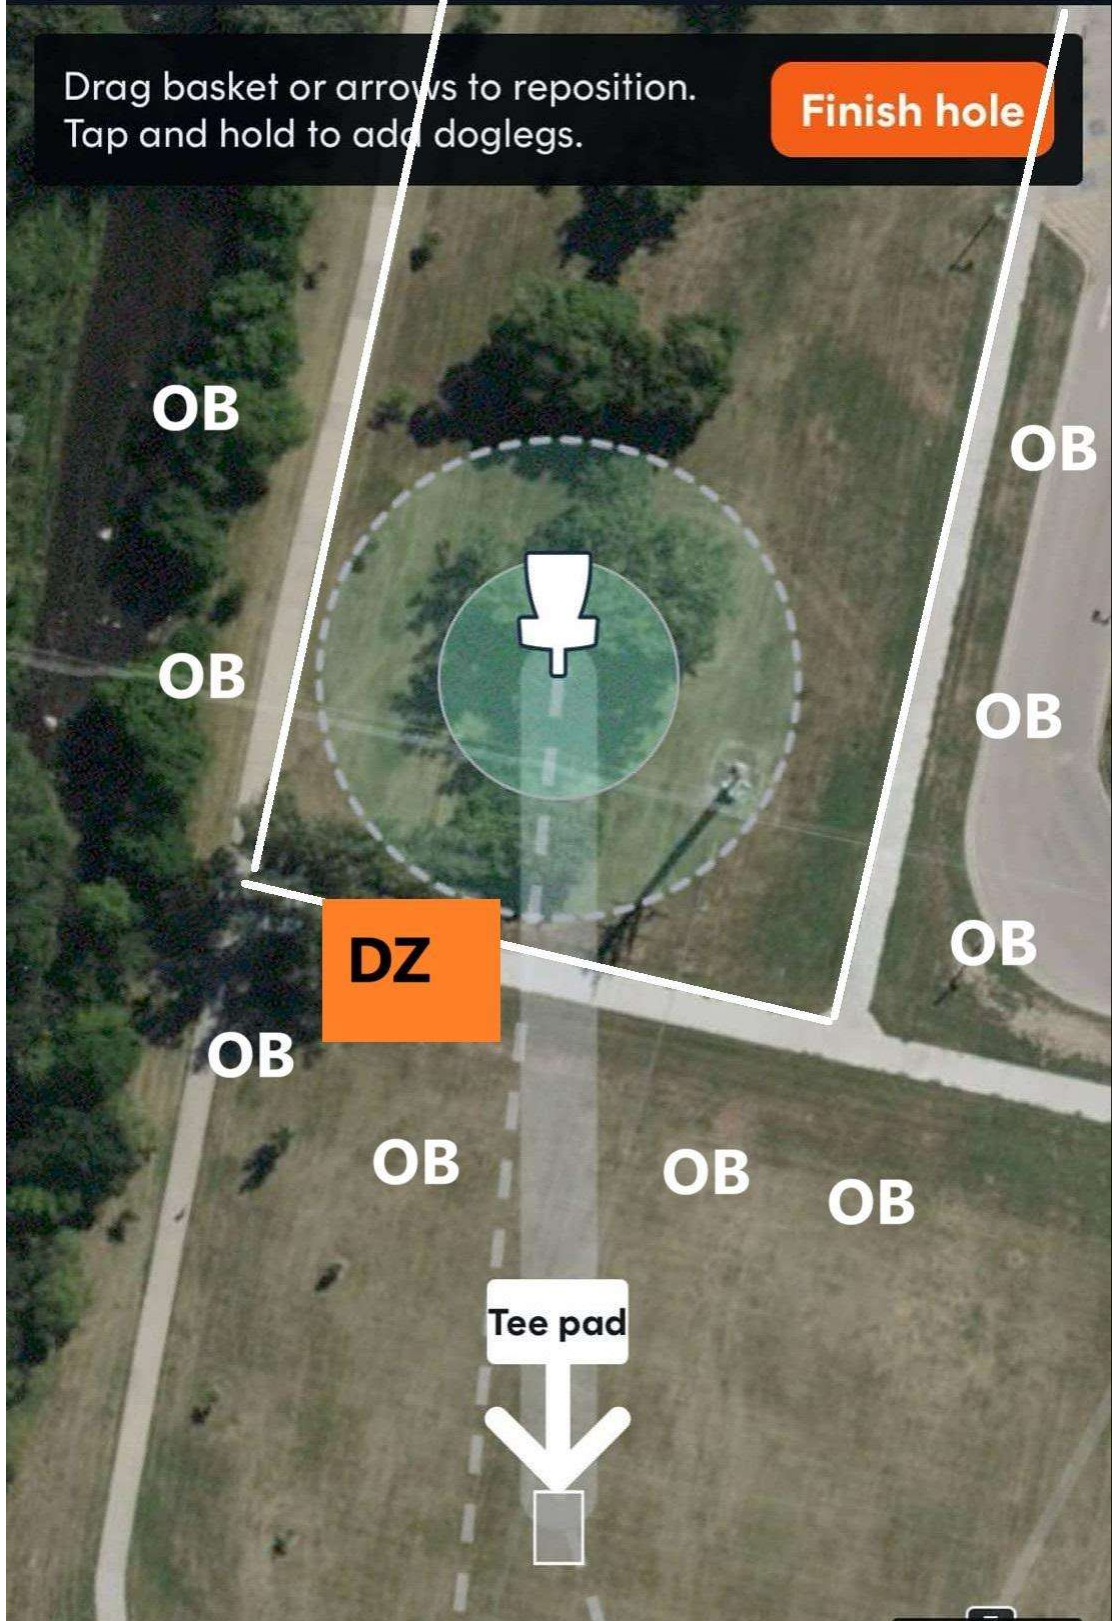 Drag basket or arrows to reposition.
Tap and hold to add doglegs.
Finish hole
OB
OB
OB
OB
OB
DZ
OB
OB
OB
OB
Tee pad